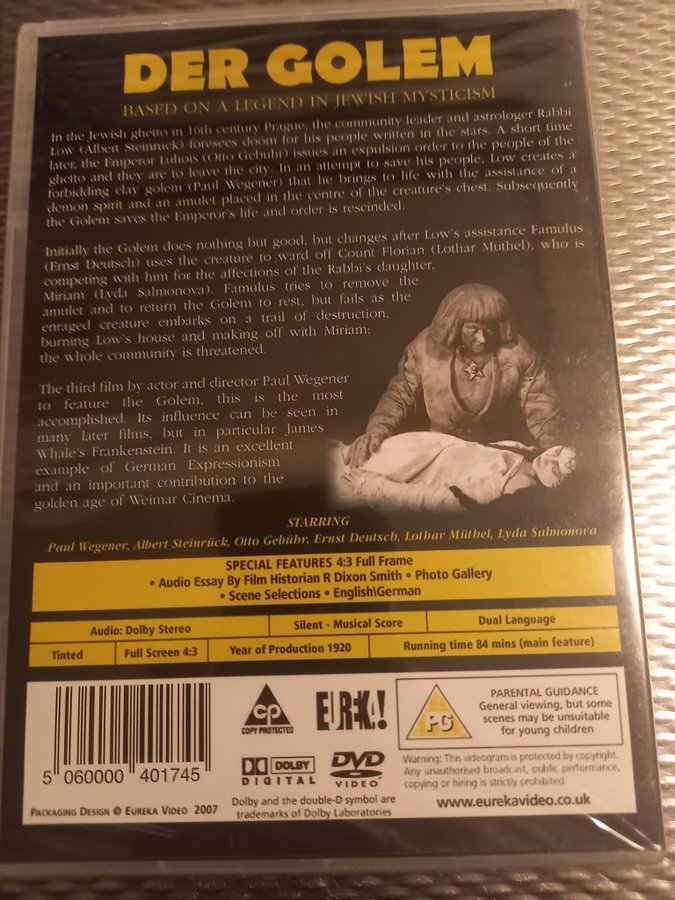 DER GOLEM
BASED ON A LEGEND IN JEWISH MYSTICISM
In the Jewish ghetto in 16th century Prague, the community leader and astrologer Rabbi
Low (Albert Steinruck) foresees doom for his people written in the stars. A short time
later, the Emperor Luhois (Otto Gebuhr) issues an expulsion order to the people of the
ghetto and they are to leave the city. In an attempt to save his people, Low creates a
forbidding clay golem (Paul Wegener) that he brings to life with the assistance of a
demon spirit and an amulet placed in the centre of the creature's chest. Subsequently
the Golem saves the Emperor's life and order is rescinded.
Initially the Golem does nothing but good, but changes after Low's assistance Famulus
(Ernst Deutsch) uses the creature to ward off Count Florian (Lothar Muthel), who is
competing with him for the affections of the Rabbi's daughter,
Miriam (Lyda Salmonova). Famulus tries to remove the
amulet and to return the Golem to rest, but fails as the
enraged creature embarks on a trail of destruction,
burning Low's house and making off with Miriam;
the whole community is threatened.
The third film by actor and director Paul Wegener
to feature the Golem, this is the most
accomplished. Its influence can be seen in
many later films, but in particular James
Whale's Frankenstein. It is an excellent
example of German Expressionism
and an important contribution to the
golden age of Weimar Cinema.
STARRING
Paul Wegener, Albert Steinrück, Otto Gebühr, Ernst Deutsch, Lothar Müthel, Lyda Salmonova
SPECIAL FEATURES 4:3 Full Frame
• Audio Essay By Film Historian R Dixon Smith • Photo Gallery
• Scene Selections • English\German
Audio: Dolby Stereo
Silent - Musical Score
Dual Language
Tinted
Full Screen 4:3
Year of Production 1920
Running time 84 mins (main feature)
5 060000 401745
PACKAGING DESIGN © EUREKA VIDEO 2007
cp
COPY PROTECTED
EUREKA!
DOLBY
DIGITAL
DVD
VIDEO
Dolby and the double-D symbol are
trademarks of Dolby Laboratories
PG
PARENTAL GUIDANCE
General viewing, but some
scenes may be unsuitable
for young children
Warning: This videogram is protected by copyright.
Any unauthorised broadcast, public performance,
copying or hiring is strictly prohibited.
www.eurekavideo.co.uk